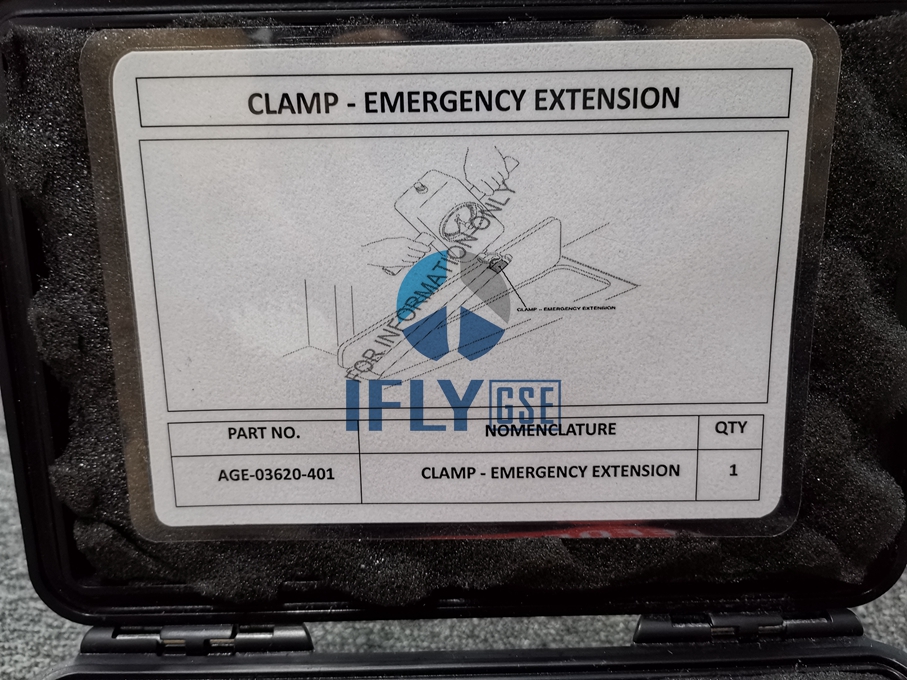 CLAMP - EMERGENCY EXTENSION
FOR INFORMATION ONLY
CLAMP - EMERGENCY EXTENSION
IFLY GSE
PART NO. NOMENCLATURE QTY
AGE-03620-401 CLAMP - EMERGENCY EXTENSION 1